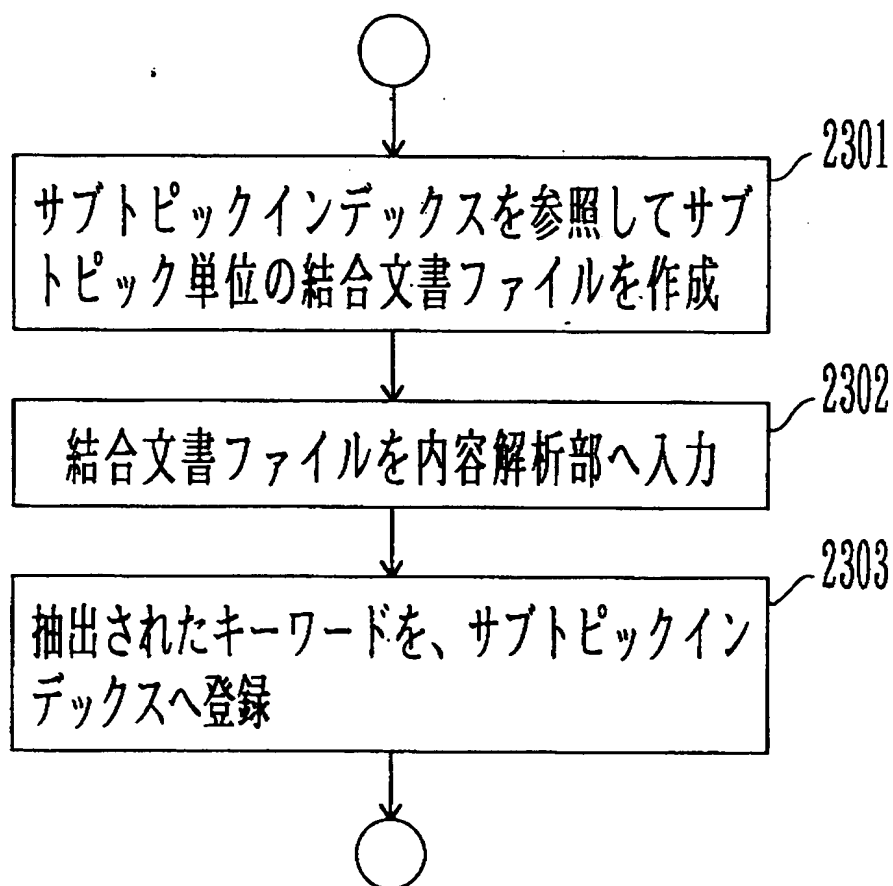 2301
サブトピックインデックスを参照してサブ
トピック単位の結合文書ファイルを作成
2302
結合文書ファイルを内容解析部へ入力
2303
抽出されたキーワードを、サブトピックイン
デックスへ登録